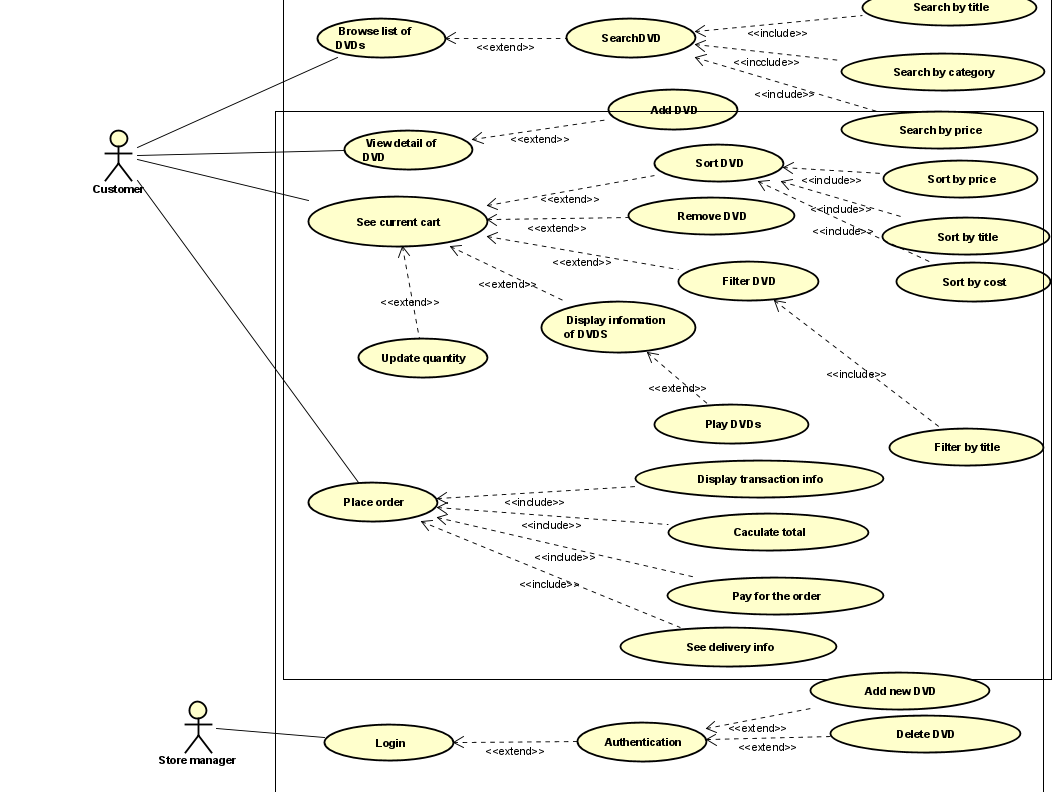 Search by title
Browse list of
DVDs
<<extend>>
SearchDVD
<<include>>
<<incclude>>
Search by category
<<include>>
Add DVD
Search by price
Customer
View detail of
DVD
<<extend>>
Sort DVD
<<include>>
Sort by price
See current cart
<<extend>>
Remove DVD
<<include>>
<<extend>>
<<include>>
Sort by title
<<extend>>
Filter DVD
Sort by cost
<<extend>>
<<extend>>
Display infomation
of DVDS
Update quantity
<<include>>
<<extend>>
Play DVDs
Filter by title
Place order
Display transaction info
<<include>>
<<include>>
Caculate total
<<include>>
<<include>>
Pay for the order
See delivery info
Add new DVD
Store manager
Login
<<extend>>
Authentication
<<extend>>
<<extend>>
Delete DVD